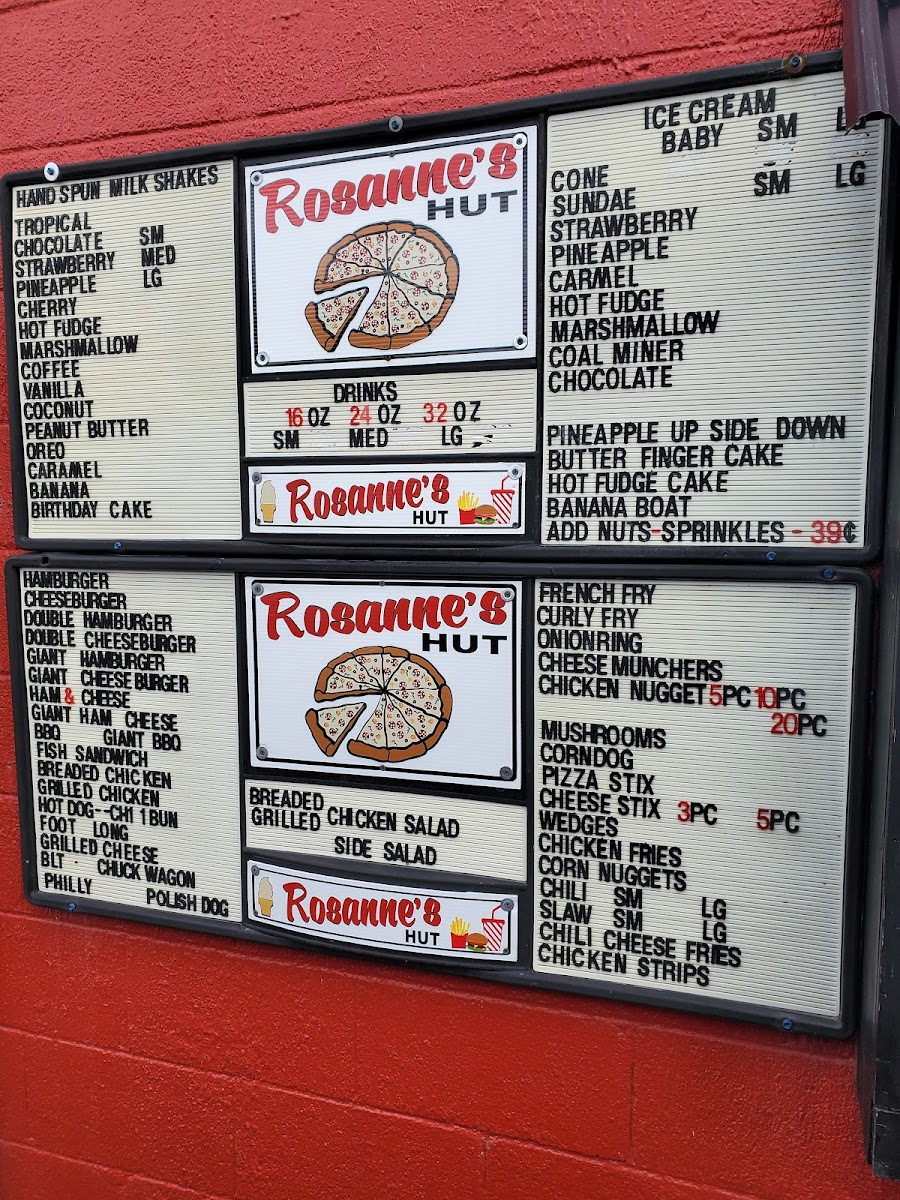 HAND SPUN MILK SHAKES
TROPICAL
CHOCOLATE SM
STRAWBERRY MED
PINEAPPLE LG
CHERRY
HOT FUDGE
MARSHMALLOW
COFFEE
VANILLA
COCONUT
PEANUT BUTTER
OREO
CARAMEL
BANANA
BIRTHDAY CAKE
Rosanne's
HUT
DRINKS
16 OZ 24 OZ 32 OZ
SM MED LG
Rosanne's
HUT
ICE CREAM
BABY SM LG
CONE
SUNDAE SM LG
STRAWBERRY
PINEAPPLE
CARMEL
HOT FUDGE
MARSHMALLOW
COAL MINER
CHOCOLATE
PINEAPPLE UP SIDE DOWN
BUTTER FINGER CAKE
HOT FUDGE CAKE
BANANA BOAT
ADD NUTS-SPRINKLES - 39¢
HAMBURGER
CHEESEBURGER
DOUBLE HAMBURGER
DOUBLE CHEESEBURGER
GIANT HAMBURGER
GIANT CHEESE BURGER
HAM & CHEESE
GIANT HAM CHEESE
BBQ GIANT BBQ
FISH SANDWICH
BREADED CHICKEN
GRILLED CHICKEN
HOT DOG--CH1 1 BUN
FOOT LONG
GRILLED CHEESE
BLT - CHUCK WAGON
PHILLY POLISH DOG
Rosanne's
HUT
BREADED
GRILLED CHICKEN SALAD
SIDE SALAD
Rosanne's
HUT
FRENCH FRY
CURLY FRY
ONION RING
CHEESE MUNCHERS
CHICKEN NUGGET 5PC 10PC
20PC
MUSHROOMS
CORNDOG
PIZZA STIX
CHEESE STIX 3PC 5PC
WEDGES
CHICKEN FRIES
CORN NUGGETS
CHILI SM LG
SLAW SM LG
CHILI CHEESE FRIES
CHICKEN STRIPS